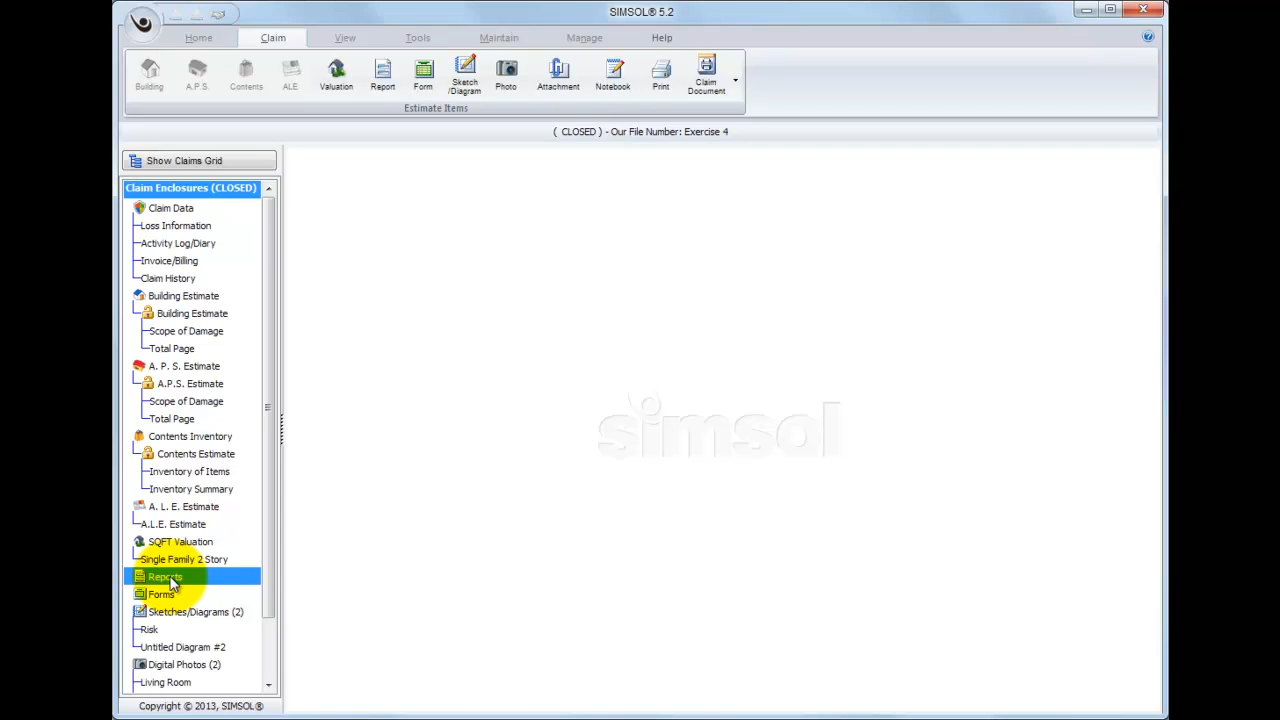 SIMSOL® 5.2
Home Claim View Tools Maintain Manage Help
Building A.P.S. Contents ALE Valuation Report Form Sketch /Diagram Photo Attachment Notebook Print Claim Document
Estimate Items
( CLOSED ) - Our File Number: Exercise 4
Show Claims Grid
Claim Enclosures (CLOSED)
Claim Data
Loss Information
Activity Log/Diary
Invoice/Billing
Claim History
Building Estimate
Building Estimate
Scope of Damage
Total Page
A. P. S. Estimate
A.P.S. Estimate
Scope of Damage
Total Page
Contents Inventory
Contents Estimate
Inventory of Items
Inventory Summary
A. L. E. Estimate
A.L.E. Estimate
SQFT Valuation
Single Family 2 Story
Reports
Forms
Sketches/Diagrams (2)
Risk
Untitled Diagram #2
Digital Photos (2)
Living Room
simsol
Copyright © 2013, SIMSOL®